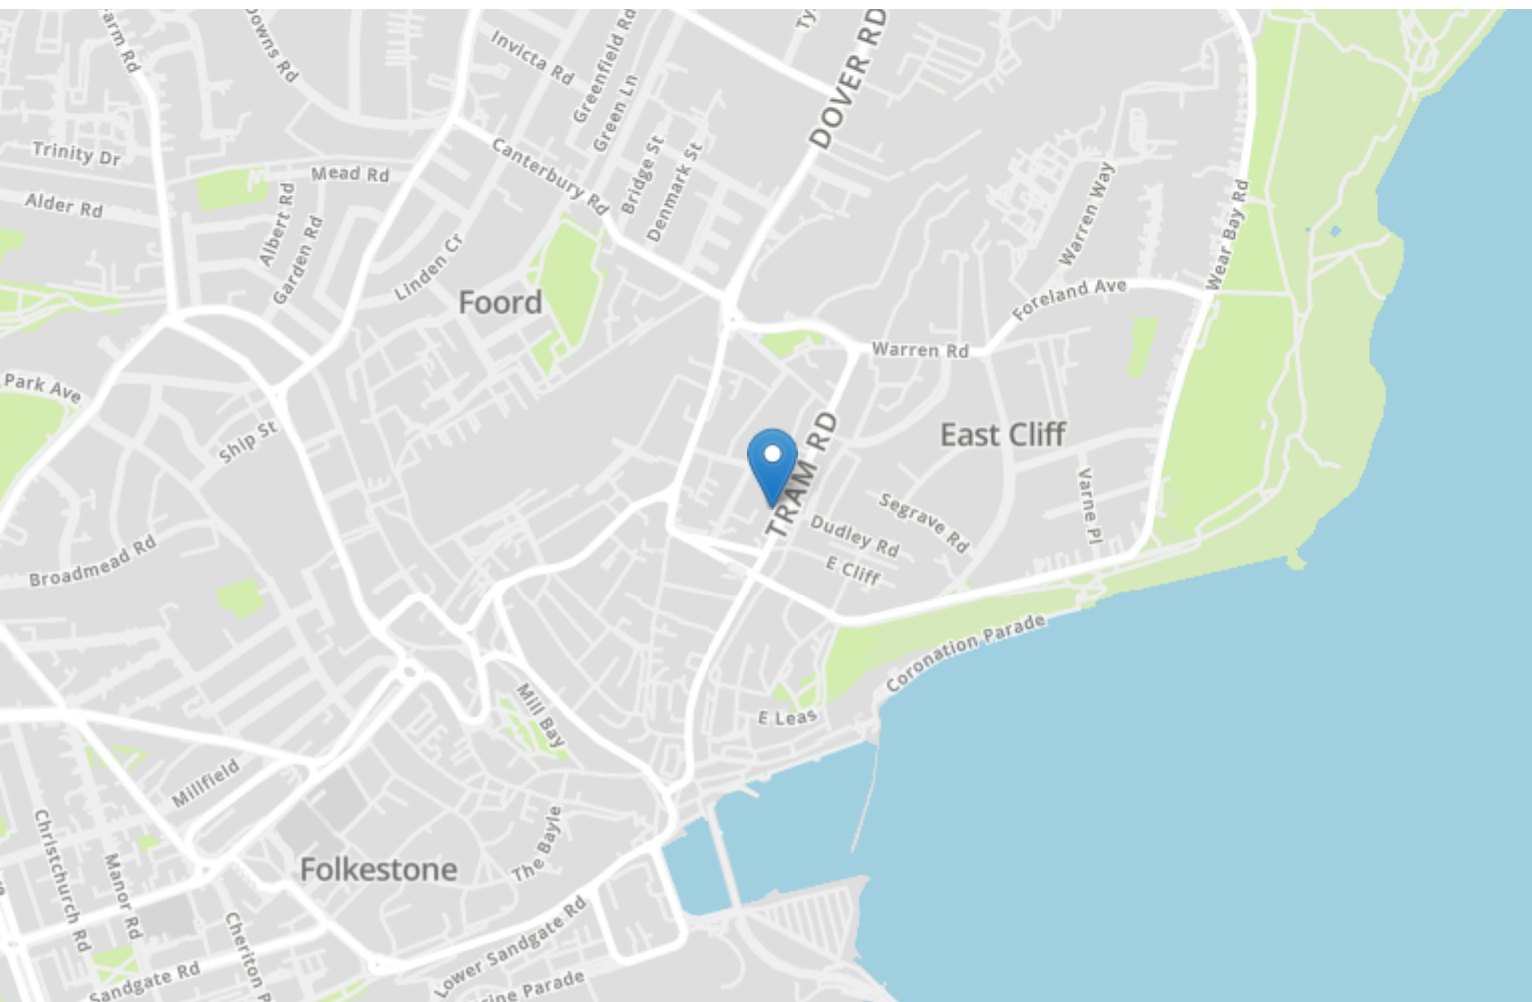 Farm Rd
Downs Rd
Invicta Rd
Greenfield Rd
Green Ln
DOVER RD
Trinity Dr
Mead Rd
Canterbury Rd
Bridge St
Denmark St
Alder Rd
Albert Rd
Garden Rd
Linden Cr
Warren Way
Wear Bay Rd
Foord
Foreland Ave
Warren Rd
Park Ave
Ship St
East Cliff
TRAM RD
Varne Pl
Segrave Rd
Dudley Rd
E Cliff
Broadmead Rd
Coronation Parade
Mill Bay
E Leas
Millfield
The Bayle
Christchurch Rd
Manor Rd
Folkestone
Cheriton P
Lower Sandgate Rd
Sandgate Rd
rine Parade